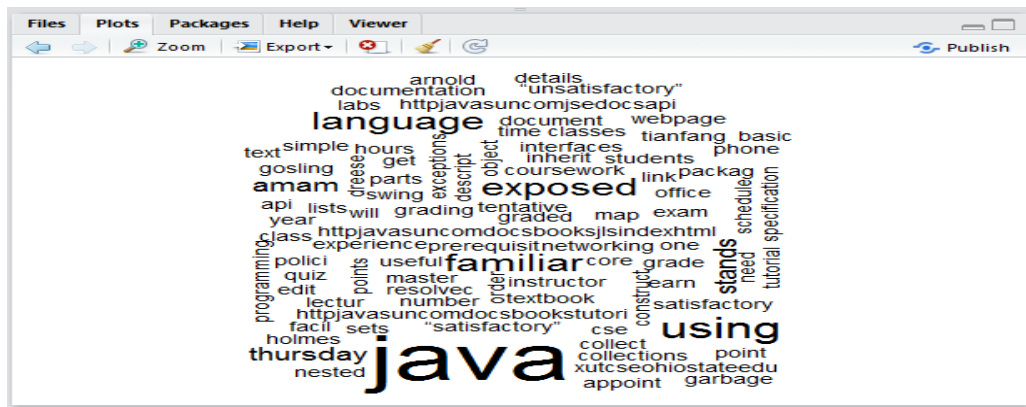 Files Plots Packages Help Viewer
Zoom Export Publish
arnold details
documentation "unsatisfactory"
labs httpjavasuncomjsedocsapi
language document webpage
time classes tianfang basic
text simple hours exceptions object interfaces phone
gosling dreese get descript inherit students
amam parts coursework link packag
swing exposed office
api lists will grading tentative map exam scheduleg specification
year graded
class httpjavasuncomdocsbooksjlsindexhtml
experience prerequisit networking one
programming polici points useful familiar core grade stands need tutorial
quiz master order instructor construct earn
edit resolvec
lectur number textbook satisfactory
httpjavasuncomdocsbookstutori
facil sets "satisfactory" cse using
holmes java collect
thursday collections point
nested xutcseohiostateedu
appoint garbage